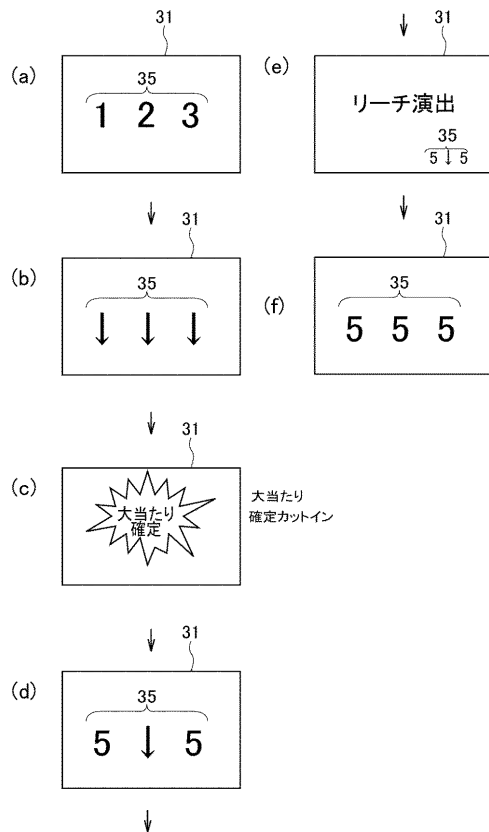 31
(a)
35
1 2 3
↓
31
(b)
35
↓ ↓ ↓
↓
31
(c)
大当たり
確定
大当たり
確定カットイン
↓
31
(d)
35
5 ↓ 5
↓
↓
31
(e)
リーチ演出
35
5 ↓ 5
↓
31
(f)
35
5 5 5